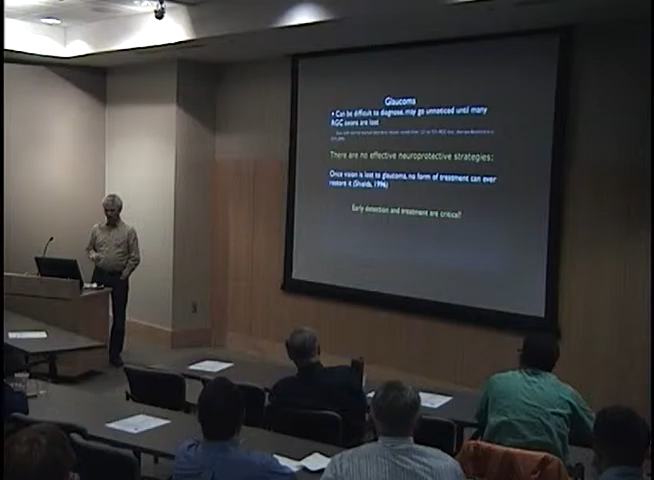 Glaucoma
• Can be difficult to diagnose, may go unnoticed until many
RGC axons are lost
There are no effective neuroprotective strategies:
Once vision is lost to glaucoma, no form of treatment can ever
restore it (Shields, 1996)
Early detection and treatment are critical!